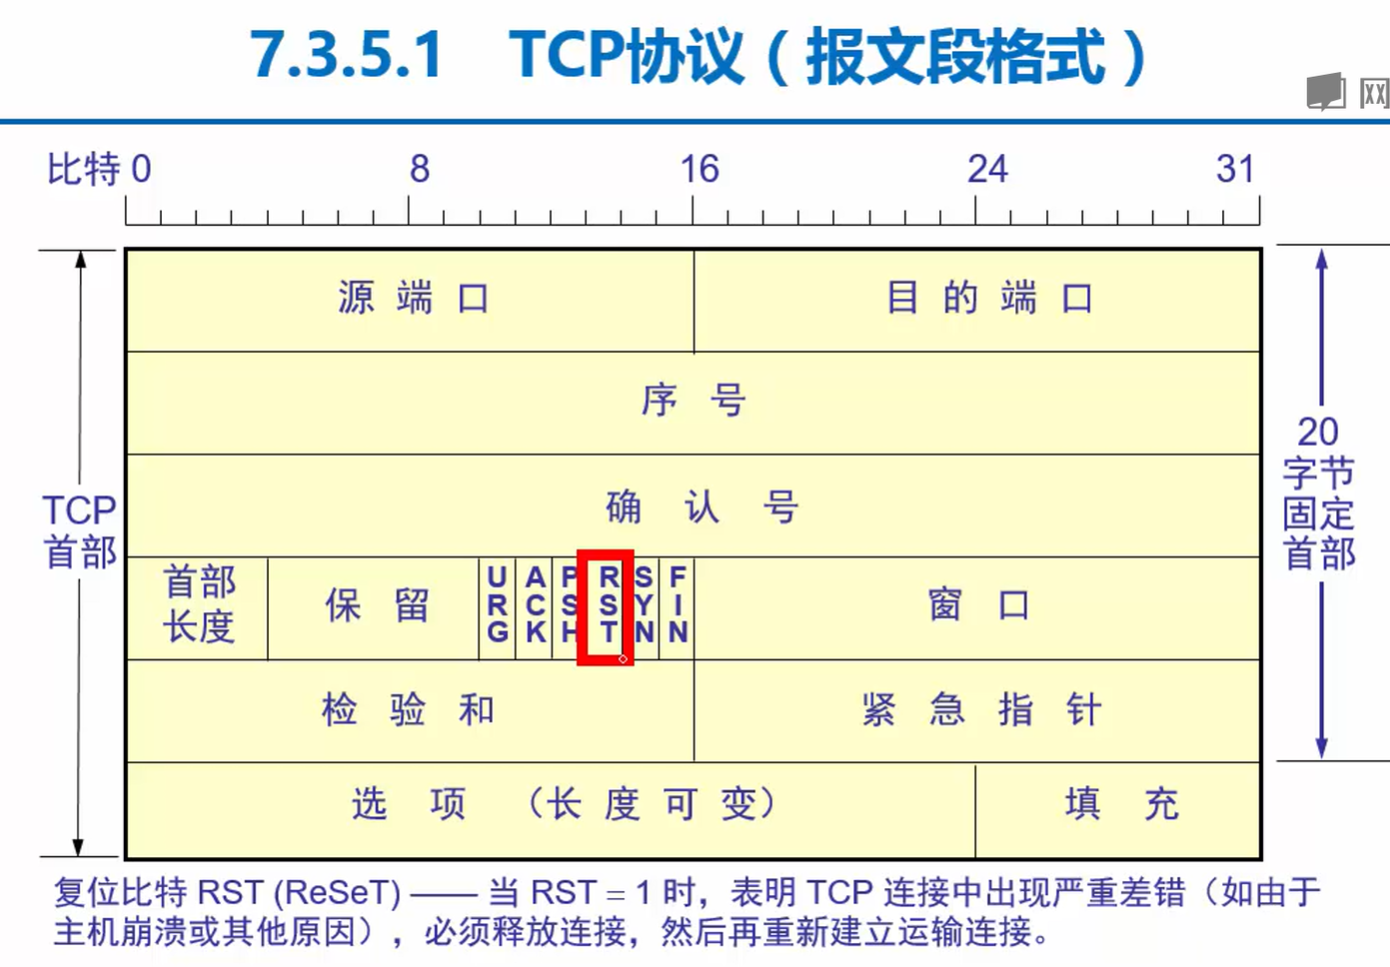 7.3.5.1 TCP协议（报文段格式）
网
比特 0 8 16 24 31
源端口 目的端口
序号
确认号
TCP首部
20字节固定首部
首部长度 保留 URG ACK PSH RST SYN FIN 窗口
检验和 紧急指针
选项（长度可变） 填充
复位比特 RST (ReSeT) —— 当 RST = 1 时，表明 TCP 连接中出现严重差错（如由于
主机崩溃或其他原因），必须释放连接，然后再重新建立运输连接。